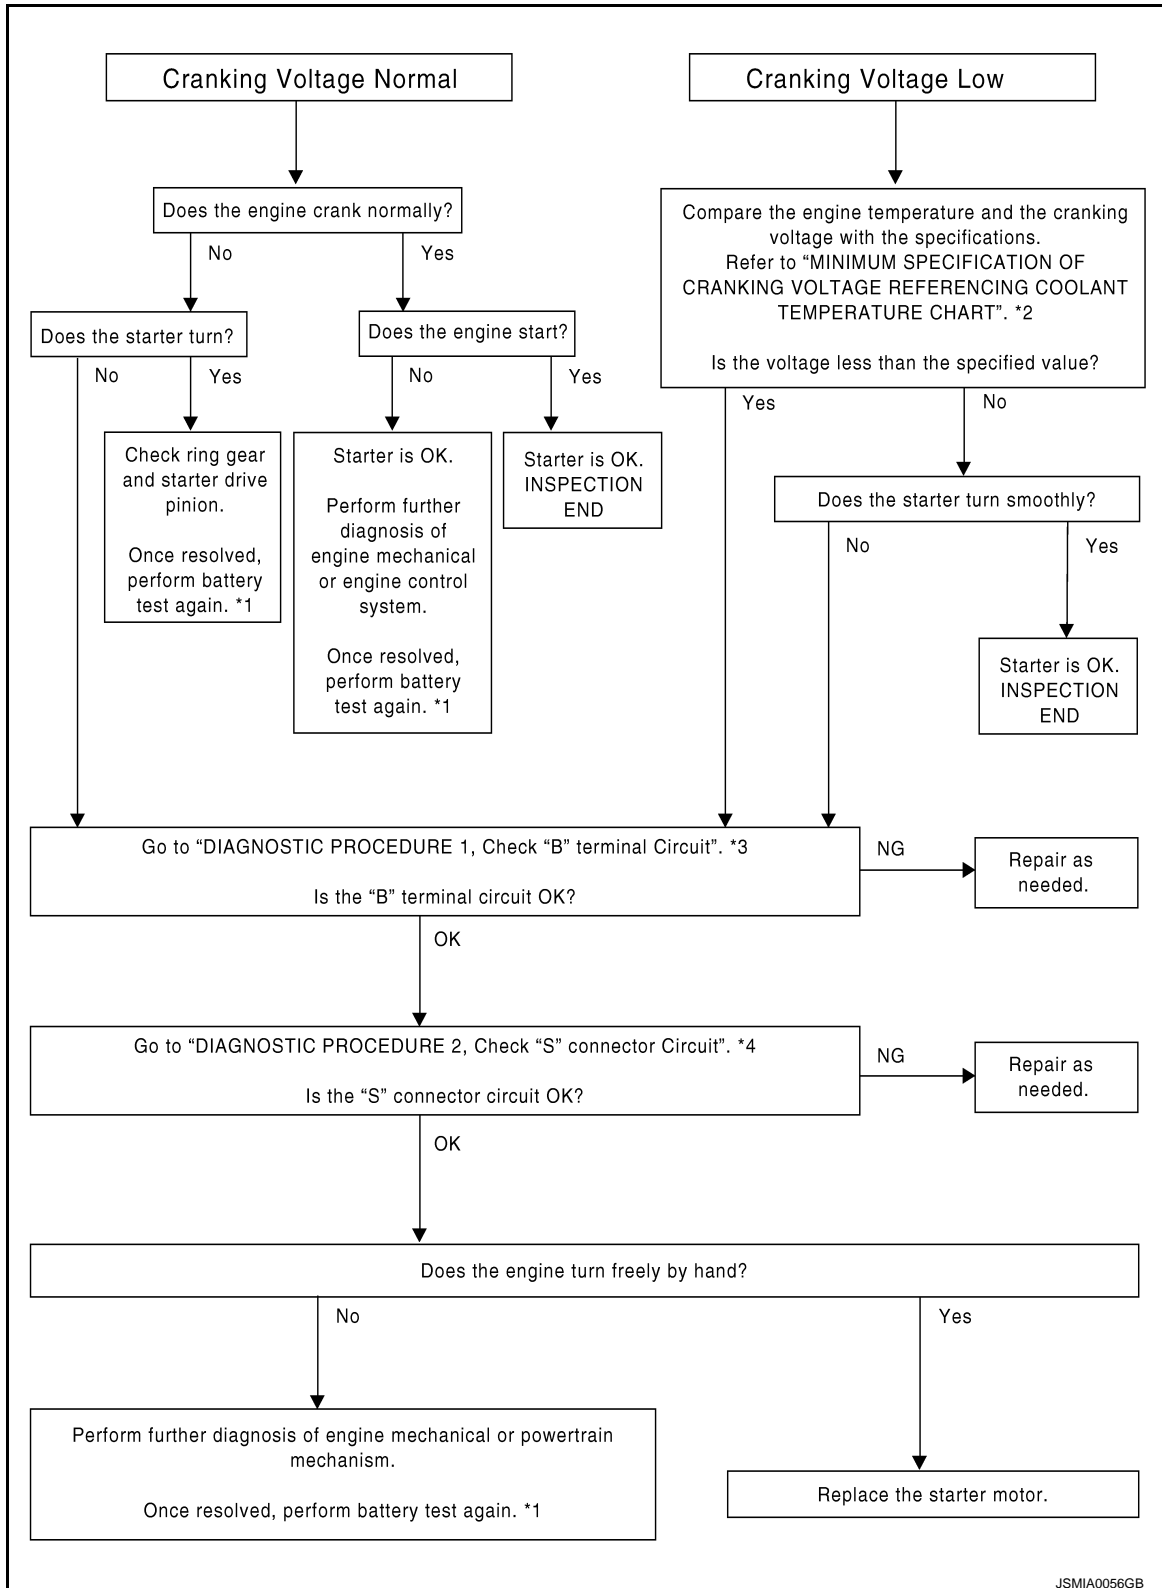 Cranking Voltage Normal
Cranking Voltage Low
Does the engine crank normally?
No
Yes
Does the starter turn?
Does the engine start?
No
Yes
No
Yes
Check ring gear
and starter drive
pinion.
Once resolved,
perform battery
test again. *1
Starter is OK.
Perform further
diagnosis of
engine mechanical
or engine control
system.
Once resolved,
perform battery
test again. *1
Starter is OK.
INSPECTION
END
Compare the engine temperature and the cranking
voltage with the specifications.
Refer to “MINIMUM SPECIFICATION OF
CRANKING VOLTAGE REFERENCING COOLANT
TEMPERATURE CHART”. *2
Is the voltage less than the specified value?
Yes
No
Does the starter turn smoothly?
No
Yes
Starter is OK.
INSPECTION
END
Go to “DIAGNOSTIC PROCEDURE 1, Check “B” terminal Circuit”. *3
Is the “B” terminal circuit OK?
NG
Repair as
needed.
OK
Go to “DIAGNOSTIC PROCEDURE 2, Check “S” connector Circuit”. *4
Is the “S” connector circuit OK?
NG
Repair as
needed.
OK
Does the engine turn freely by hand?
No
Yes
Perform further diagnosis of engine mechanical or powertrain
mechanism.
Once resolved, perform battery test again. *1
Replace the starter motor.
JSMIA0056GB